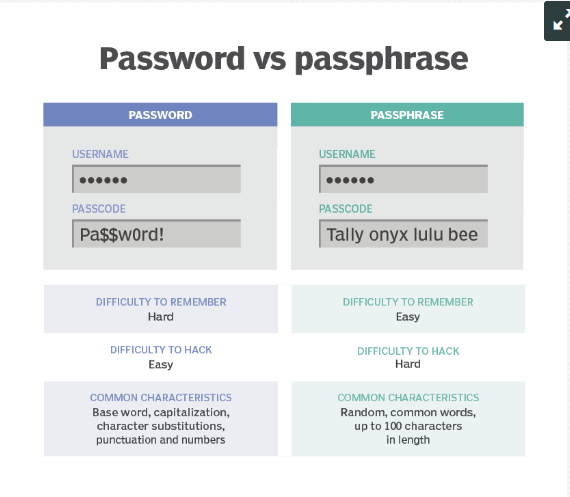 Password vs passphrase
PASSWORD
USERNAME
••••••
PASSCODE
Pa$$w0rd!
DIFFICULTY TO REMEMBER
Hard
DIFFICULTY TO HACK
Easy
COMMON CHARACTERISTICS
Base word, capitalization,
character substitutions,
punctuation and numbers
PASSPHRASE
USERNAME
••••••
PASSCODE
Tally onyx lulu bee
DIFFICULTY TO REMEMBER
Easy
DIFFICULTY TO HACK
Hard
COMMON CHARACTERISTICS
Random, common words,
up to 100 characters
in length